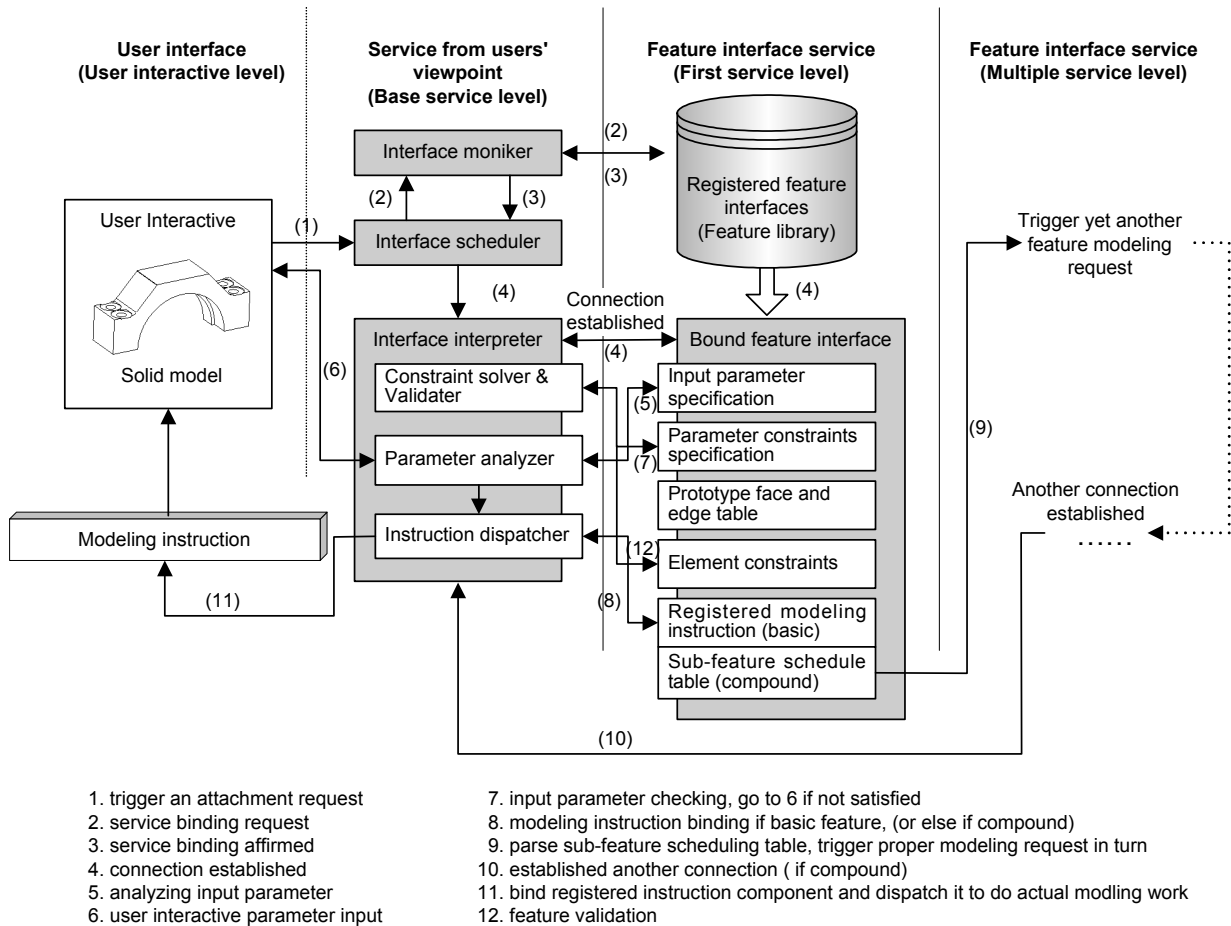 User interface
(User interactive level)
Service from users'
viewpoint
(Base service level)
Feature interface service
(First service level)
Feature interface service
(Multiple service level)
Interface moniker
(2)
(3)
(2)
(3)
Registered feature
interfaces
(Feature library)
User Interactive
(1)
Interface scheduler
Trigger yet another
feature modeling
request
(4)
(4)
Connection
established
(4)
Interface interpreter
Bound feature interface
Solid model
(6)
Constraint solver &
Validater
Input parameter
specification
(5)
Parameter analyzer
Parameter constraints
specification
(7)
(9)
Prototype face and
edge table
Another connection
established
......
Modeling instruction
Instruction dispatcher
(12)
Element constraints
(11)
(8)
Registered modeling
instruction (basic)
Sub-feature schedule
table (compound)
(10)
1. trigger an attachment request
2. service binding request
3. service binding affirmed
4. connection established
5. analyzing input parameter
6. user interactive parameter input
7. input parameter checking, go to 6 if not satisfied
8. modeling instruction binding if basic feature, (or else if compound)
9. parse sub-feature scheduling table, trigger proper modeling request in turn
10. established another connection ( if compound)
11. bind registered instruction component and dispatch it to do actual modling work
12. feature validation